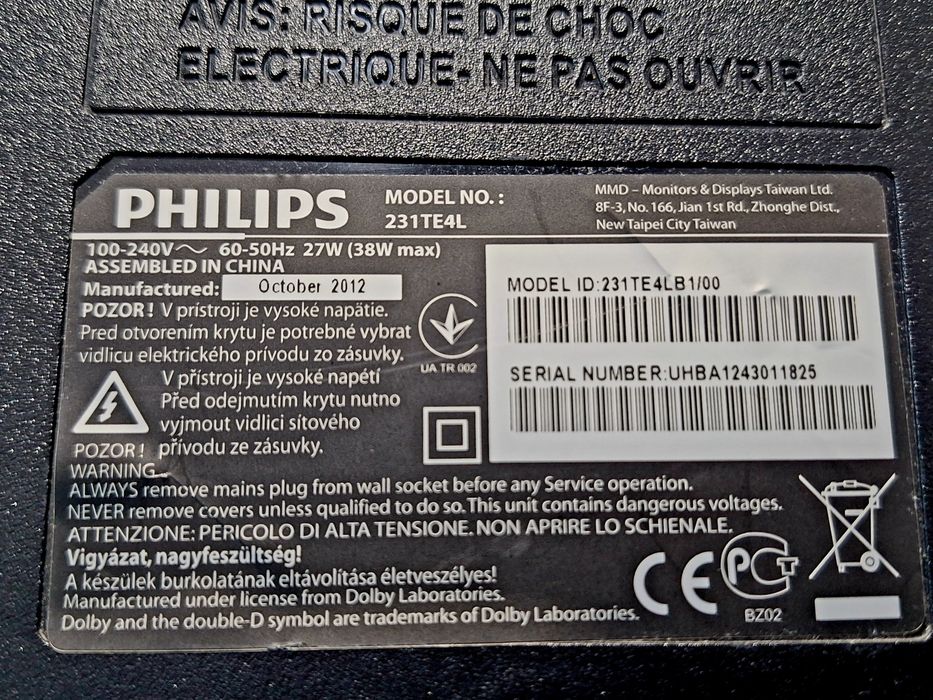 AVIS: RISQUE DE CHOC
ELECTRIQUE- NE PAS OUVRIR
PHILIPS
MODEL NO. :
231TE4L
MMD – Monitors & Displays Taiwan Ltd.
8F-3, No. 166, Jian 1st Rd., Zhonghe Dist.,
New Taipei City Taiwan
100-240V～ 60-50Hz 27W (38W max)
ASSEMBLED IN CHINA
Manufactured: October 2012
POZOR ! V prístroji je vysoké napätie.
Pred otvorením krytu je potrebné vybrat
vidlicu elektrického prívodu zo zásuvky.
UA TR 002
MODEL ID:231TE4LB1/00
SERIAL NUMBER:UHBA1243011825
V přístroji je vysoké napětí
Před odejmutím krytu nutno
vyjmout vidlici síťového
POZOR ! přívodu ze zásuvky.
WARNING
ALWAYS remove mains plug from wall socket before any Service operation.
NEVER remove covers unless qualified to do so. This unit contains dangerous voltages.
ATTENZIONE: PERICOLO DI ALTA TENSIONE. NON APRIRE LO SCHIENALE.
Vigyázat, nagyfeszültség!
A készülek burkolatának eltávolítása életveszélyes!
Manufactured under license from Dolby Laboratories.
Dolby and the double-D symbol are trademarks of Dolby Laboratories.
CE
PCT
BZ02